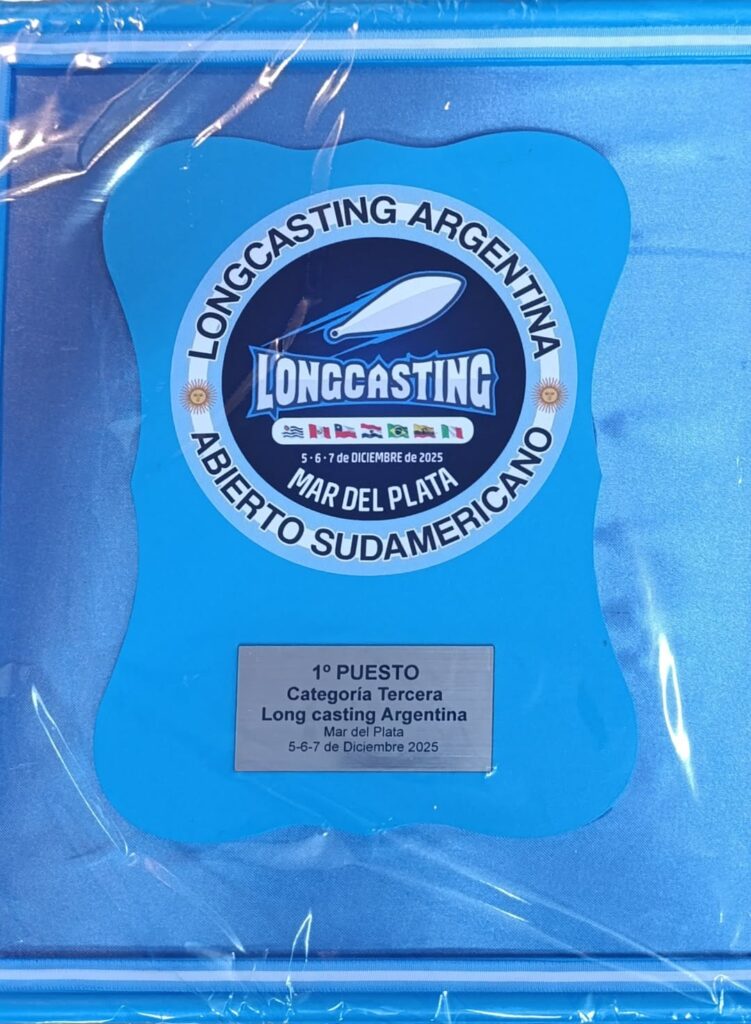 LONGCASTING ARGENTINA
LONGCASTING
5 · 6 · 7 de DICIEMBRE de 2025
MAR DEL PLATA
ABIERTO SUDAMERICANO
1º PUESTO
Categoría Tercera
Long casting Argentina
Mar del Plata
5-6-7 de Diciembre 2025